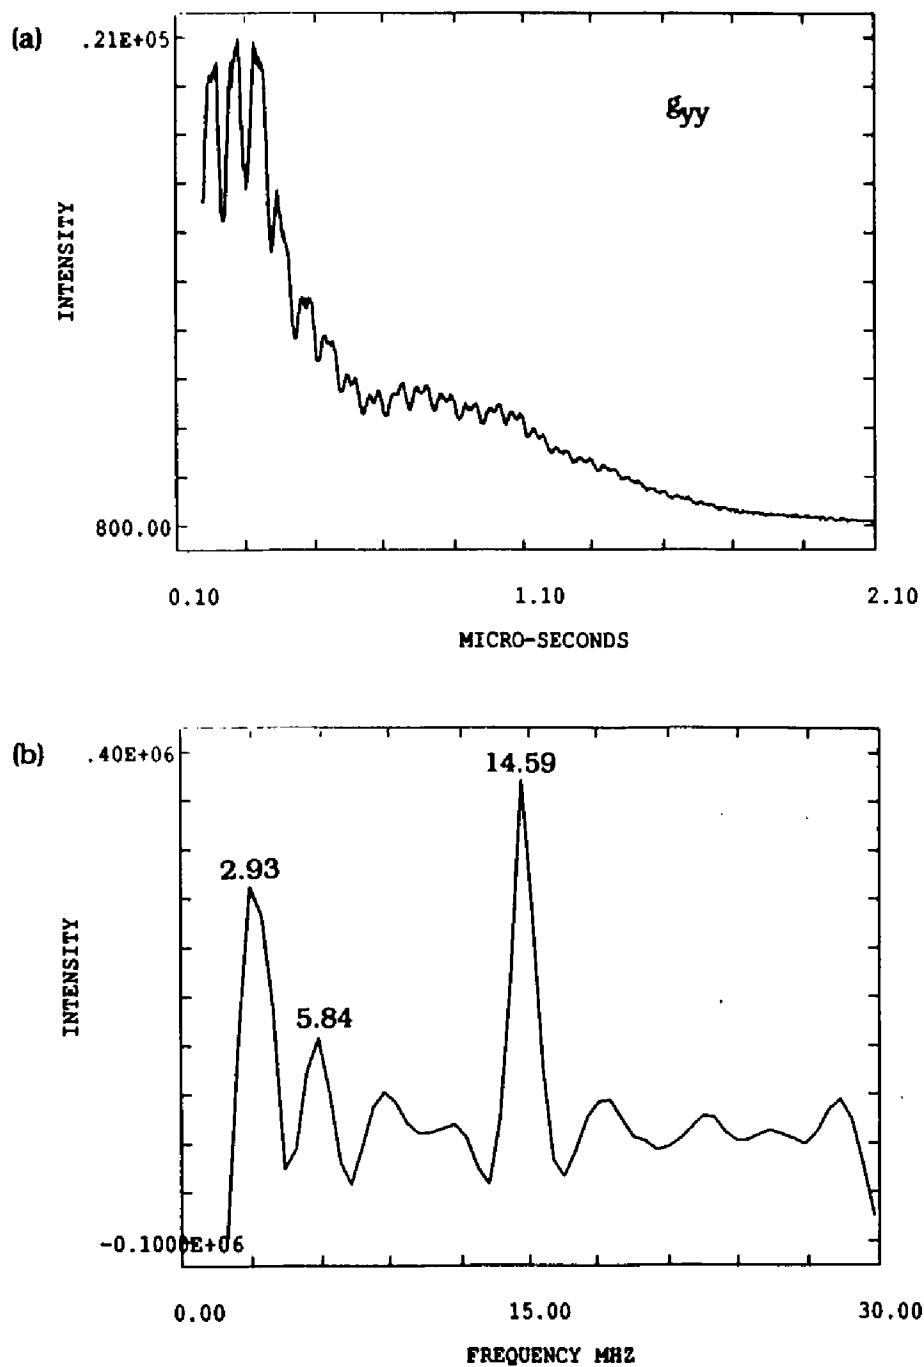 (a)
.21E+05
gyy
INTENSITY
800.00
0.10 1.10 2.10
MICRO-SECONDS
(b)
.40E+06
14.59
2.93
5.84
INTENSITY
-0.1000E+06
0.00 15.00 30.00
FREQUENCY MHZ